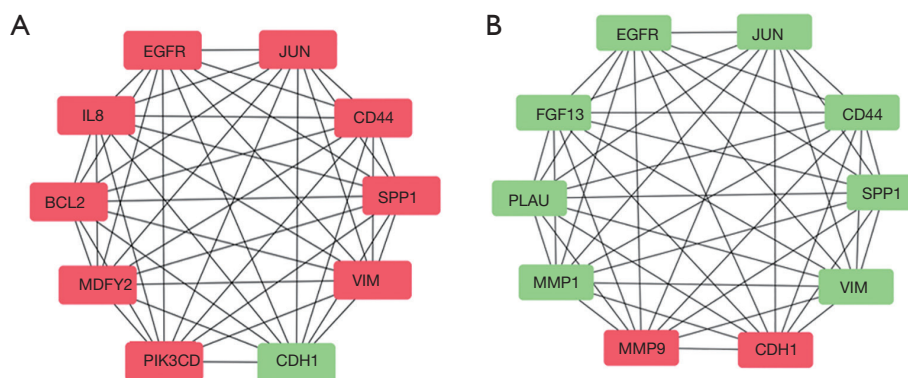 A
EGFR
JUN
IL8
CD44
BCL2
SPP1
MDFY2
VIM
PIK3CD
CDH1
B
EGFR
JUN
FGF13
CD44
PLAU
SPP1
MMP1
VIM
MMP9
CDH1